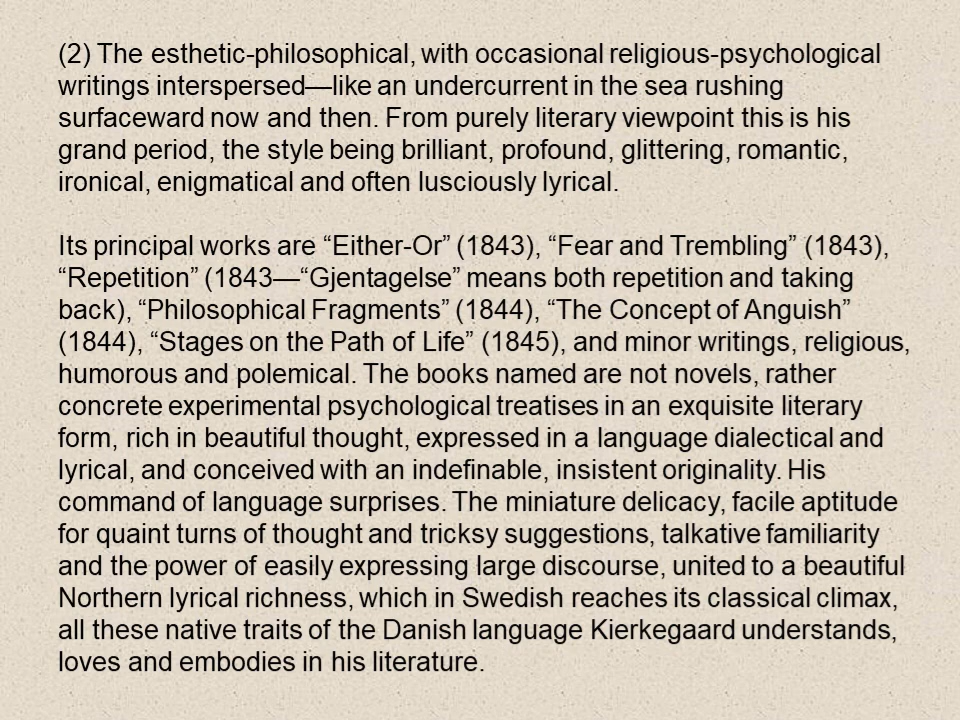 (2) The esthetic-philosophical, with occasional religious-psychological
writings interspersed—like an undercurrent in the sea rushing
surfaceward now and then. From purely literary viewpoint this is his
grand period, the style being brilliant, profound, glittering, romantic,
ironical, enigmatical and often lusciously lyrical.
Its principal works are “Either-Or” (1843), “Fear and Trembling” (1843),
“Repetition” (1843—“Gjentagelse” means both repetition and taking
back), “Philosophical Fragments” (1844), “The Concept of Anguish”
(1844), “Stages on the Path of Life” (1845), and minor writings, religious,
humorous and polemical. The books named are not novels, rather
concrete experimental psychological treatises in an exquisite literary
form, rich in beautiful thought, expressed in a language dialectical and
lyrical, and conceived with an indefinable, insistent originality. His
command of language surprises. The miniature delicacy, facile aptitude
for quaint turns of thought and tricksy suggestions, talkative familiarity
and the power of easily expressing large discourse, united to a beautiful
Northern lyrical richness, which in Swedish reaches its classical climax,
all these native traits of the Danish language Kierkegaard understands,
loves and embodies in his literature.